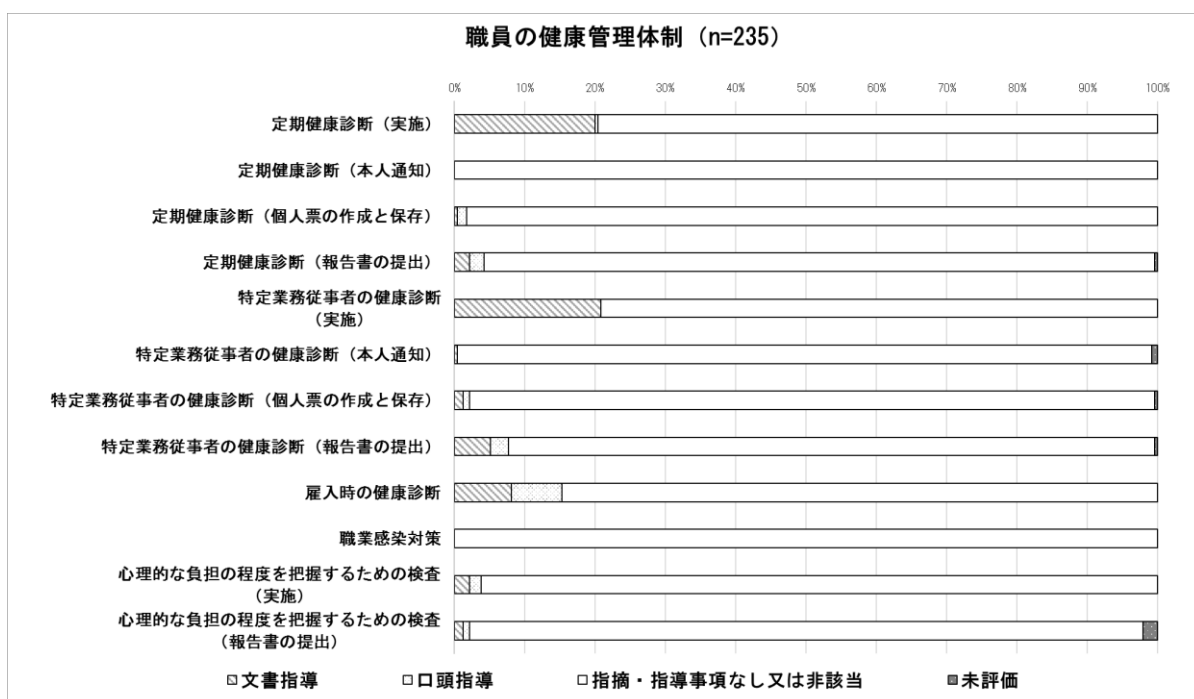 職員の健康管理体制（n=235）
0% 10% 20% 30% 40% 50% 60% 70% 80% 90% 100%
定期健康診断（実施）
定期健康診断（本人通知）
定期健康診断（個人票の作成と保存）
定期健康診断（報告書の提出）
特定業務従事者の健康診断
（実施）
特定業務従事者の健康診断（本人通知）
特定業務従事者の健康診断（個人票の作成と保存）
特定業務従事者の健康診断（報告書の提出）
雇入時の健康診断
職業感染対策
心理的な負担の程度を把握するための検査
（実施）
心理的な負担の程度を把握するための検査
（報告書の提出）
文書指導 口頭指導 指摘・指導事項なし又は非該当 未評価